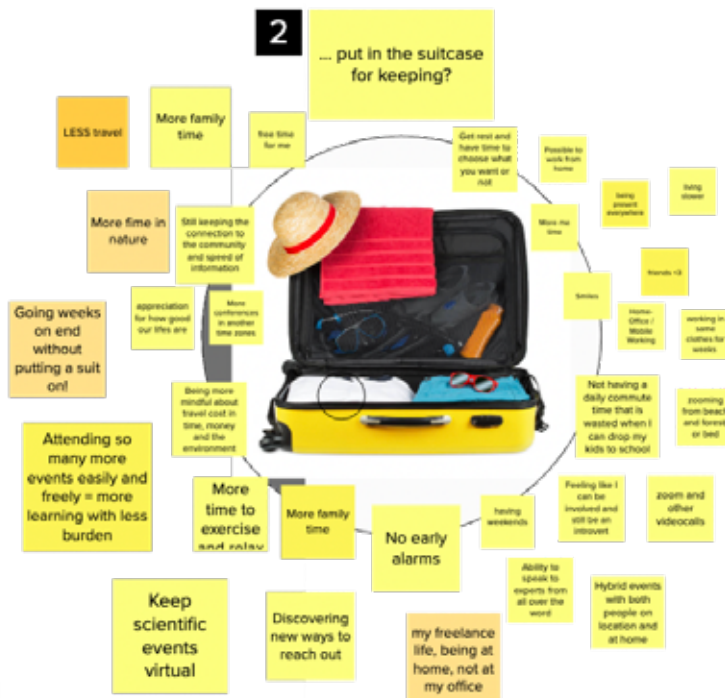 2
... put in the suitcase
for keeping?
LESS travel
More family
time
free time
for me
Get rest and
have time to
choose what
you want or
not
Possible to
work from
home
being
present
everywhere
living
slower
More fime in
nature
Still keeping the
connection to
the community
and speed of
information
More me
time
friends <3
Going weeks
on end
without
putting a suit
on!
appreciation
for how good
our lifes are
More
conferences
in another
time zones
Smiles
Home-
Office /
Mobile
Working
working in
same
clothes for
weeks
Being more
mindful about
travel cost in
time, money
and the
environment
Not having a
daily commute
time that is
wasted when I
can drop my
kids to school
zooming
from beach
and forest
or bed
Attending so
many more
events easily and
freely = more
learning with less
burden
More
time to
exercise
and relax
More family
time
No early
alarms
having
weekends
Feeling like I
can be
involved and
still be an
introvert
zoom and
other
videocalls
Keep
scientific
events
virtual
Discovering
new ways to
reach out
my freelance
life, being at
home, not at
my office
Ability to
speak to
experts from
all over the
word
Hybrid events
with both
people on
location and
at home